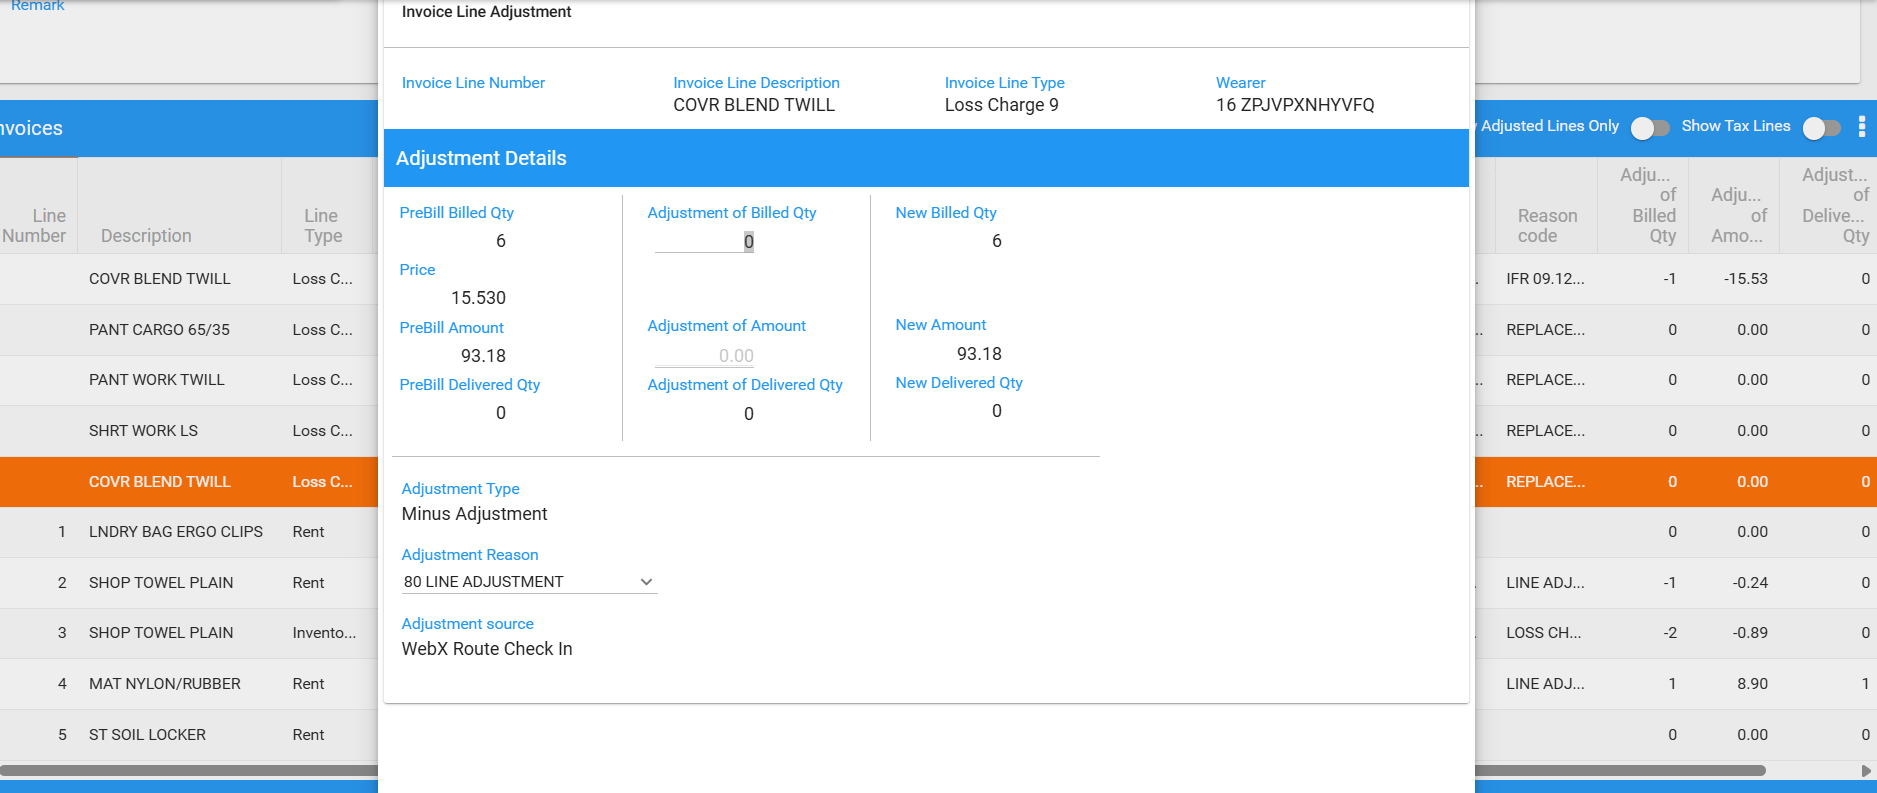 Remark
Invoice Line Adjustment
Invoice Line Number
Invoice Line Description
COVR BLEND TWILL
Invoice Line Type
Loss Charge 9
Wearer
16 ZPJVPXNHYVFQ
Adjustment Details
PreBill Billed Qty
6
Adjustment of Billed Qty
0
New Billed Qty
6
Price
15.530
PreBill Amount
93.18
Adjustment of Amount
0.00
New Amount
93.18
PreBill Delivered Qty
0
Adjustment of Delivered Qty
0
New Delivered Qty
0
Adjustment Type
Minus Adjustment
Adjustment Reason
80 LINE ADJUSTMENT
Adjustment source
WebX Route Check In
nvoices
Adjusted Lines Only
Show Tax Lines
Line Number
Description
Line Type
Reason code
Adju... of Billed Qty
Adju... of Amo...
Adjust... of Delive... Qty
COVR BLEND TWILL Loss C... IFR 09.12... -1 -15.53 0
PANT CARGO 65/35 Loss C... REPLACE... 0 0.00 0
PANT WORK TWILL Loss C... REPLACE... 0 0.00 0
SHRT WORK LS Loss C... REPLACE... 0 0.00 0
COVR BLEND TWILL Loss C... REPLACE... 0 0.00 0
1 LNDRY BAG ERGO CLIPS Rent 0 0.00 0
2 SHOP TOWEL PLAIN Rent LINE ADJ... -1 -0.24 0
3 SHOP TOWEL PLAIN Invento... LOSS CH... -2 -0.89 0
4 MAT NYLON/RUBBER Rent LINE ADJ... 1 8.90 1
5 ST SOIL LOCKER Rent 0 0.00 0